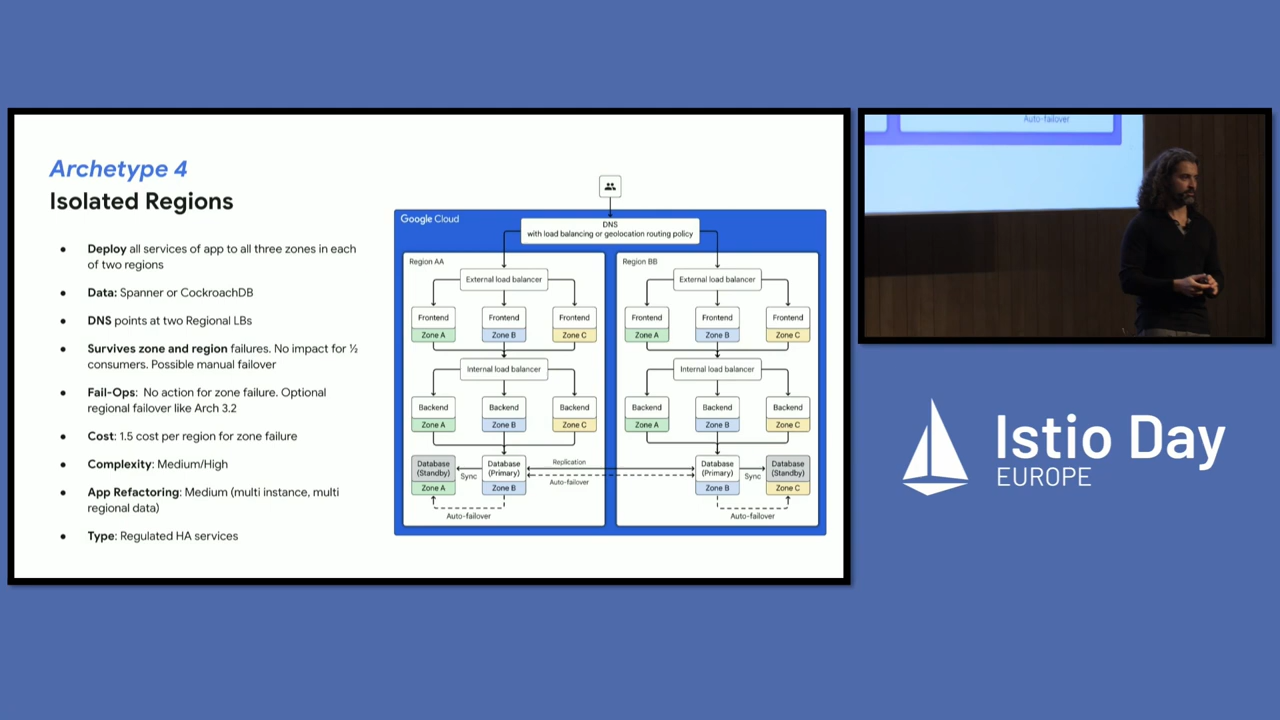 Archetype 4
Isolated Regions
● Deploy all services of app to all three zones in each
of two regions
● Data: Spanner or CockroachDB
● DNS points at two Regional LBs
● Survives zone and region failures. No impact for ½
consumers. Possible manual failover
● Fail-Ops: No action for zone failure. Optional
regional failover like Arch 3.2
● Cost: 1.5 cost per region for zone failure
● Complexity: Medium/High
● App Refactoring: Medium (multi instance, multi
regional data)
● Type: Regulated HA services
Google Cloud
DNS
with load balancing or geolocation routing policy
Region AA
External load balancer
Frontend
Zone A
Frontend
Zone B
Frontend
Zone C
Internal load balancer
Backend
Zone A
Backend
Zone B
Backend
Zone C
Database
(Standby)
Zone A
Sync
Database
(Primary)
Zone B
Auto-failover
Replication
Auto-failover
Region BB
External load balancer
Frontend
Zone A
Frontend
Zone B
Frontend
Zone C
Internal load balancer
Backend
Zone A
Backend
Zone B
Backend
Zone C
Database
(Primary)
Zone B
Sync
Database
(Standby)
Zone C
Auto-failover
Auto-failover
Istio Day
EUROPE